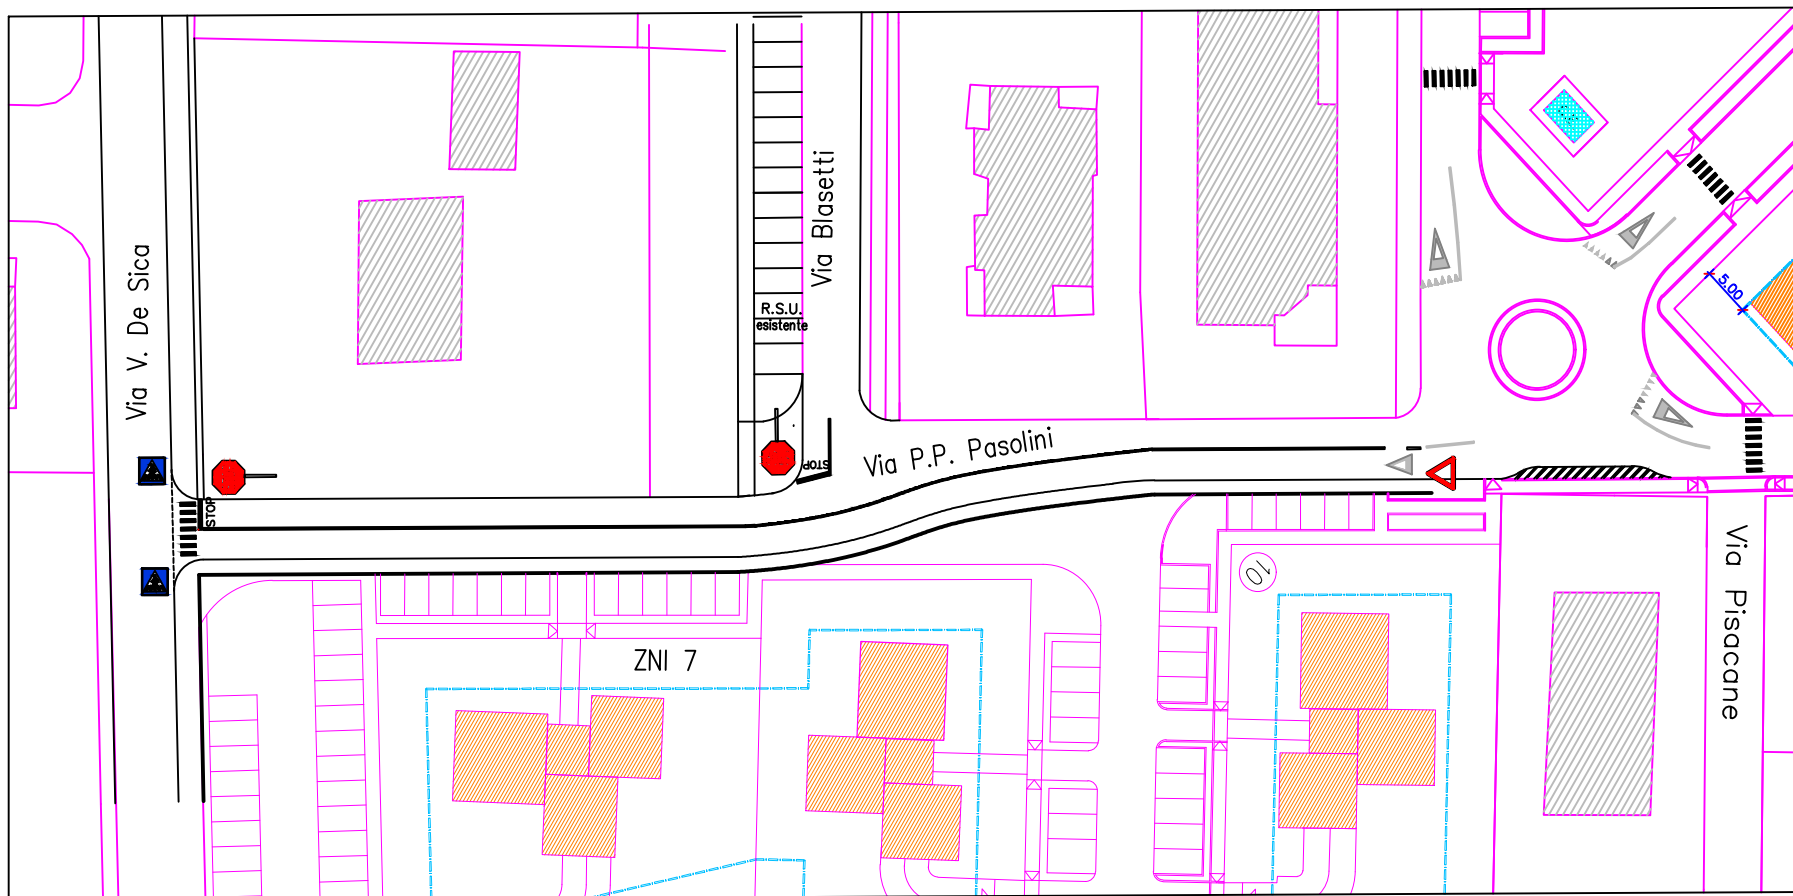 Via V. De Sica
Via Blasetti
R.S.U.
esistente
5.00
Via P.P. Pasolini
STOP
STOP
10
Via Pisacane
ZNI 7